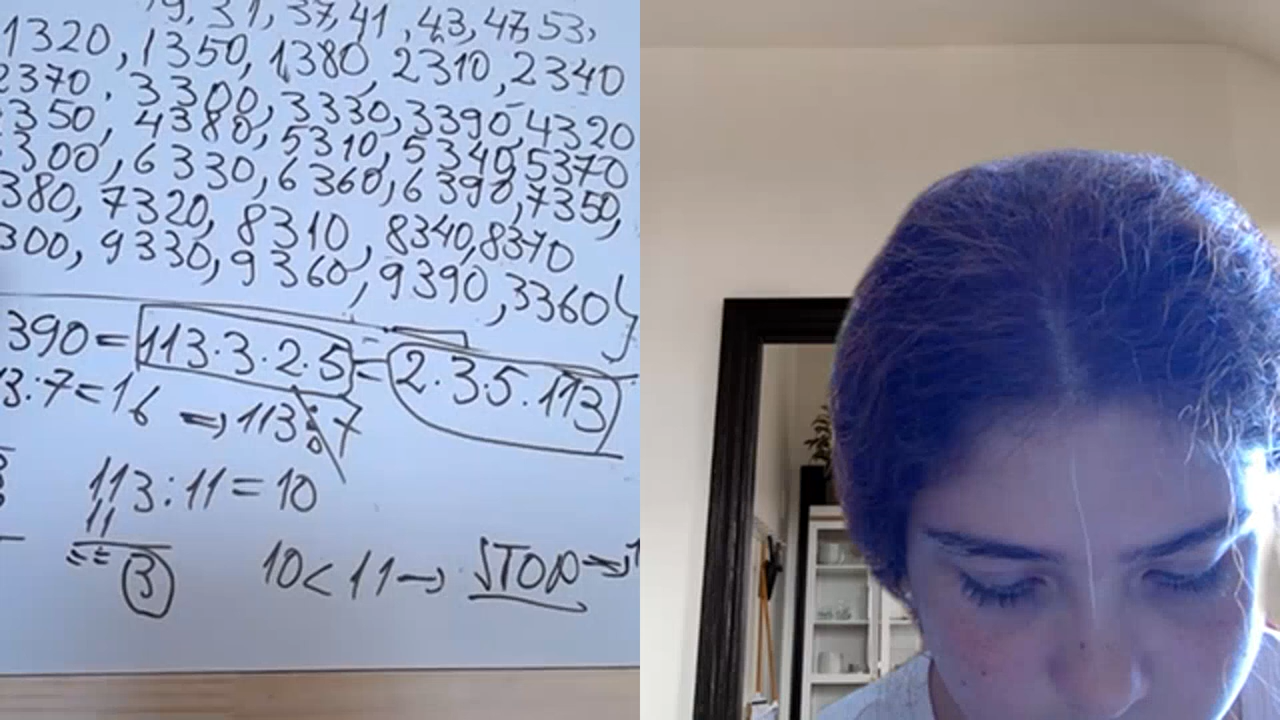 19, 31, 37, 41, 43, 47, 53,
1320, 1350, 1380, 2310, 2340
2370, 3300, 3330, 3390, 4320
350, 4380, 5310, 5340, 5370
300, 6330, 6360, 6390, 7350,
380, 7320, 8310, 8340, 8370
300, 9330, 9360, 9390, 3360}
390 = 113·3·2·5 = 2·3·5·113
13:7=16 => 113⋮7
113:11=10
11
== 3
10<11 → STOP =>